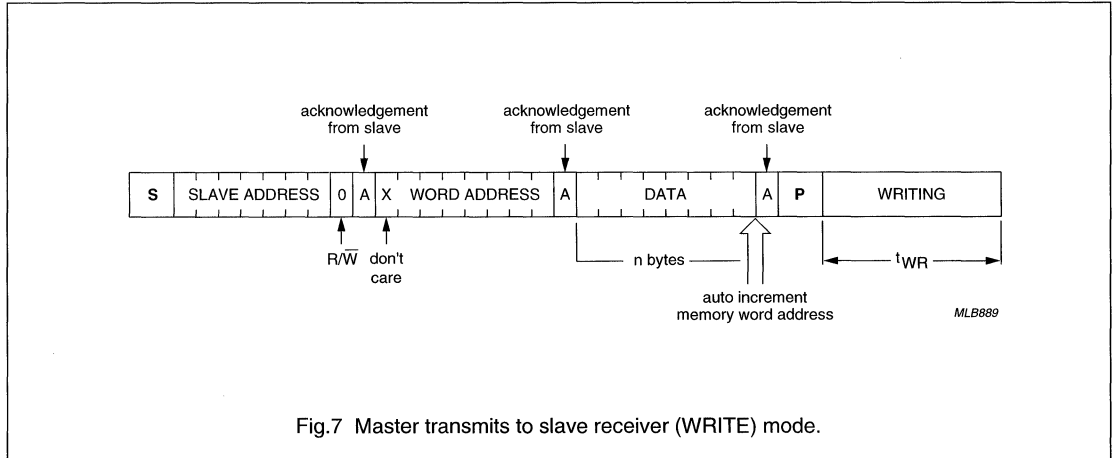 acknowledgement
from slave
acknowledgement
from slave
acknowledgement
from slave
S SLAVE ADDRESS 0 A X WORD ADDRESS A DATA A P WRITING
R/W̅
don't
care
n bytes
tWR
auto increment
memory word address
MLB889
Fig.7 Master transmits to slave receiver (WRITE) mode.